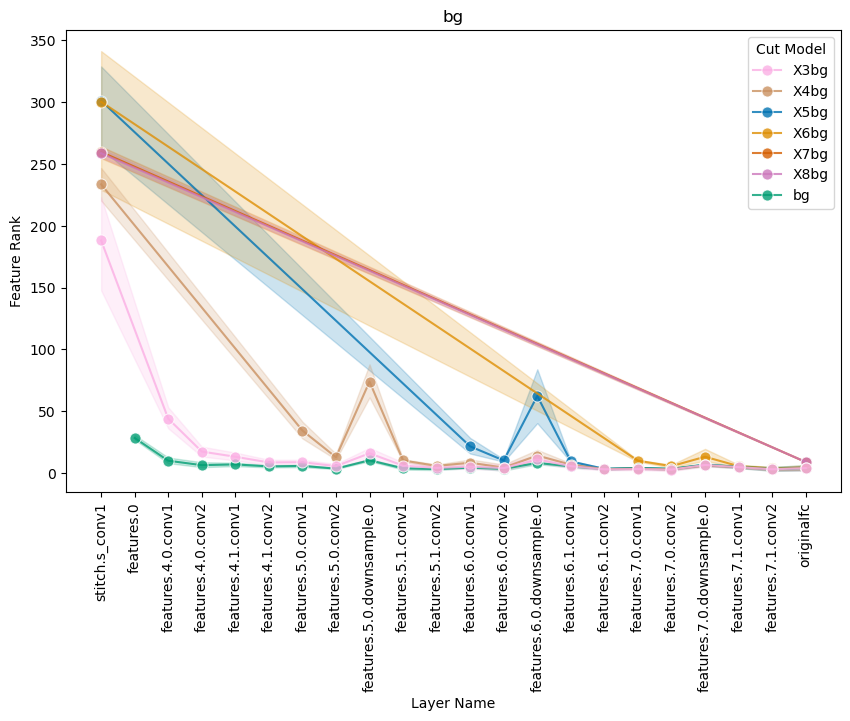 bg
Feature Rank
350
300
250
200
150
100
50
0
Cut Model
X3bg
X4bg
X5bg
X6bg
X7bg
X8bg
bg
stitch.s_conv1
features.0
features.4.0.conv1
features.4.0.conv2
features.4.1.conv1
features.4.1.conv2
features.5.0.conv1
features.5.0.conv2
features.5.0.downsample.0
features.5.1.conv1
features.5.1.conv2
features.6.0.conv1
features.6.0.conv2
features.6.0.downsample.0
features.6.1.conv1
features.6.1.conv2
features.7.0.conv1
features.7.0.conv2
features.7.0.downsample.0
features.7.1.conv1
features.7.1.conv2
originalfc
Layer Name